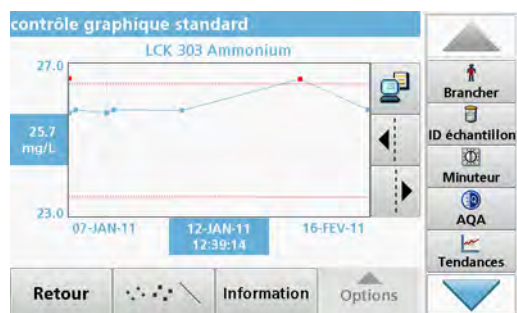 contrôle graphique standard
LCK 303 Ammonium
27.0
25.7
mg/L
23.0
07-JAN-11
12-JAN-11
12:39:14
16-FEV-11
Retour
Information
Options
Brancher
ID échantillon
Minuteur
AQA
Tendances